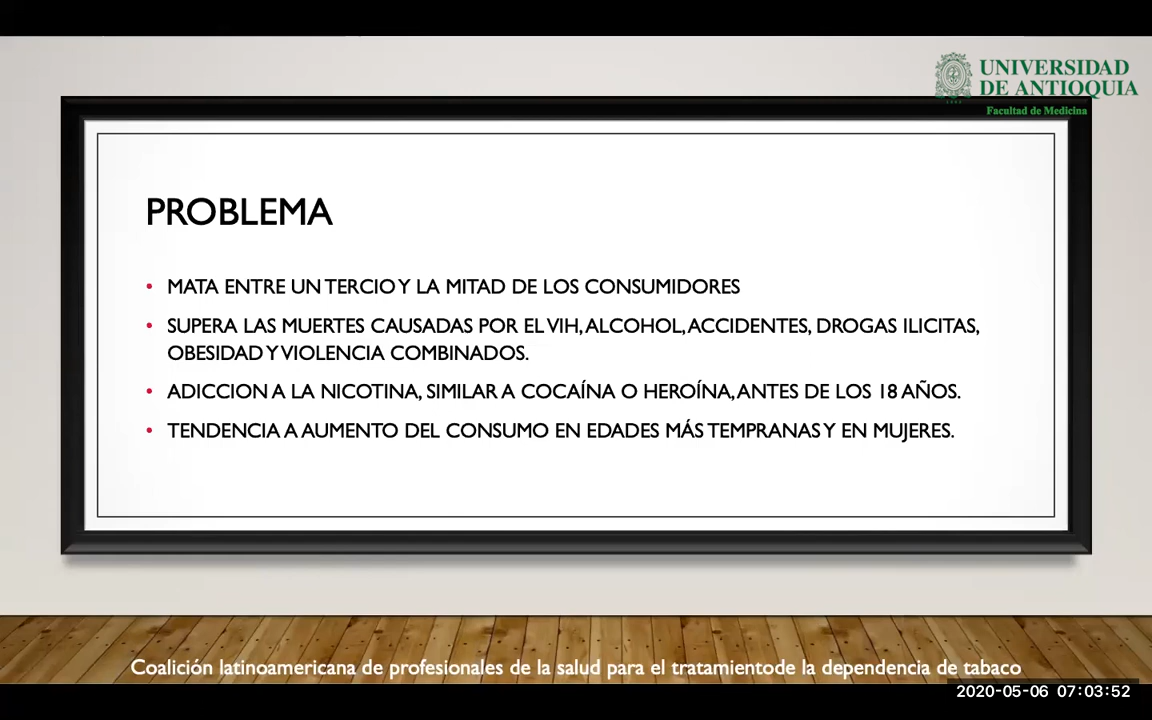 UNIVERSIDAD
DE ANTIOQUIA
Facultad de Medicina
PROBLEMA
• MATA ENTRE UN TERCIO Y LA MITAD DE LOS CONSUMIDORES
• SUPERA LAS MUERTES CAUSADAS POR EL VIH, ALCOHOL, ACCIDENTES, DROGAS ILICITAS,
OBESIDAD Y VIOLENCIA COMBINADOS.
• ADICCION A LA NICOTINA, SIMILAR A COCAÍNA O HEROÍNA, ANTES DE LOS 18 AÑOS.
• TENDENCIA A AUMENTO DEL CONSUMO EN EDADES MÁS TEMPRANAS Y EN MUJERES.
Coalición latinoamericana de profesionales de la salud para el tratamientode la dependencia de tabaco
2020-05-06 07:03:52